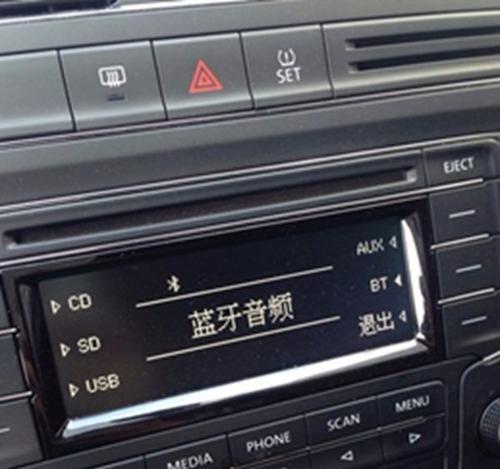 SET
EJECT
CD
AUX
蓝牙音频
BT
SD
退出
USB
MEDIA
PHONE
SCAN
MENU